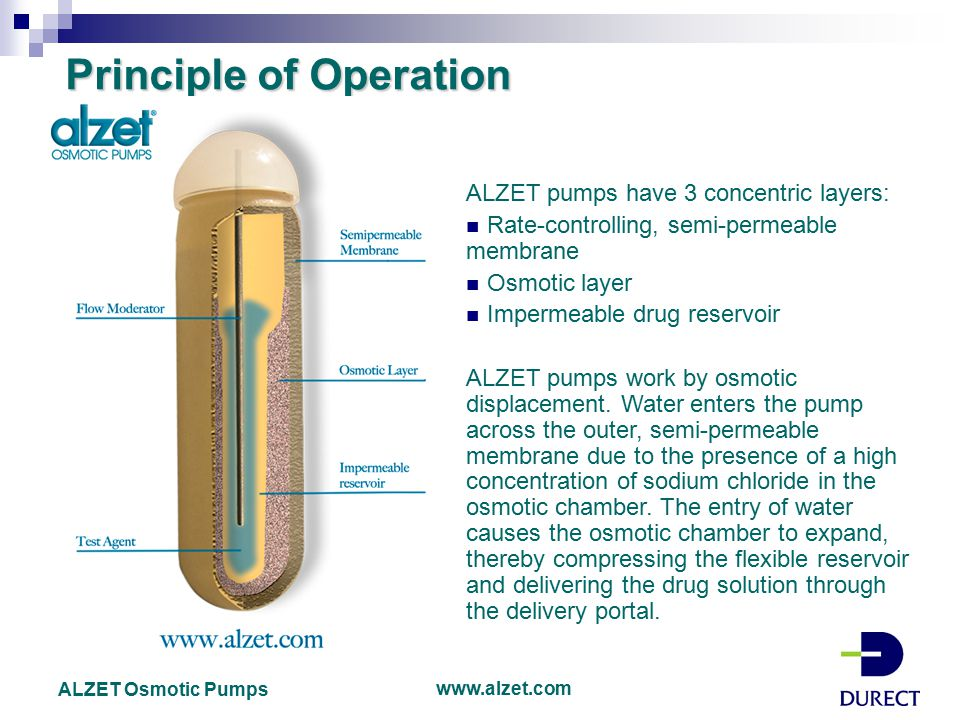 Principle of Operation
alzet®
OSMOTIC PUMPS
Semipermeable
Membrane
Flow Moderator
Osmotic Layer
Impermeable
reservoir
Test Agent
www.alzet.com
ALZET pumps have 3 concentric layers:
Rate-controlling, semi-permeable
membrane
Osmotic layer
Impermeable drug reservoir
ALZET pumps work by osmotic
displacement. Water enters the pump
across the outer, semi-permeable
membrane due to the presence of a high
concentration of sodium chloride in the
osmotic chamber. The entry of water
causes the osmotic chamber to expand,
thereby compressing the flexible reservoir
and delivering the drug solution through
the delivery portal.
ALZET Osmotic Pumps
www.alzet.com
DURECT